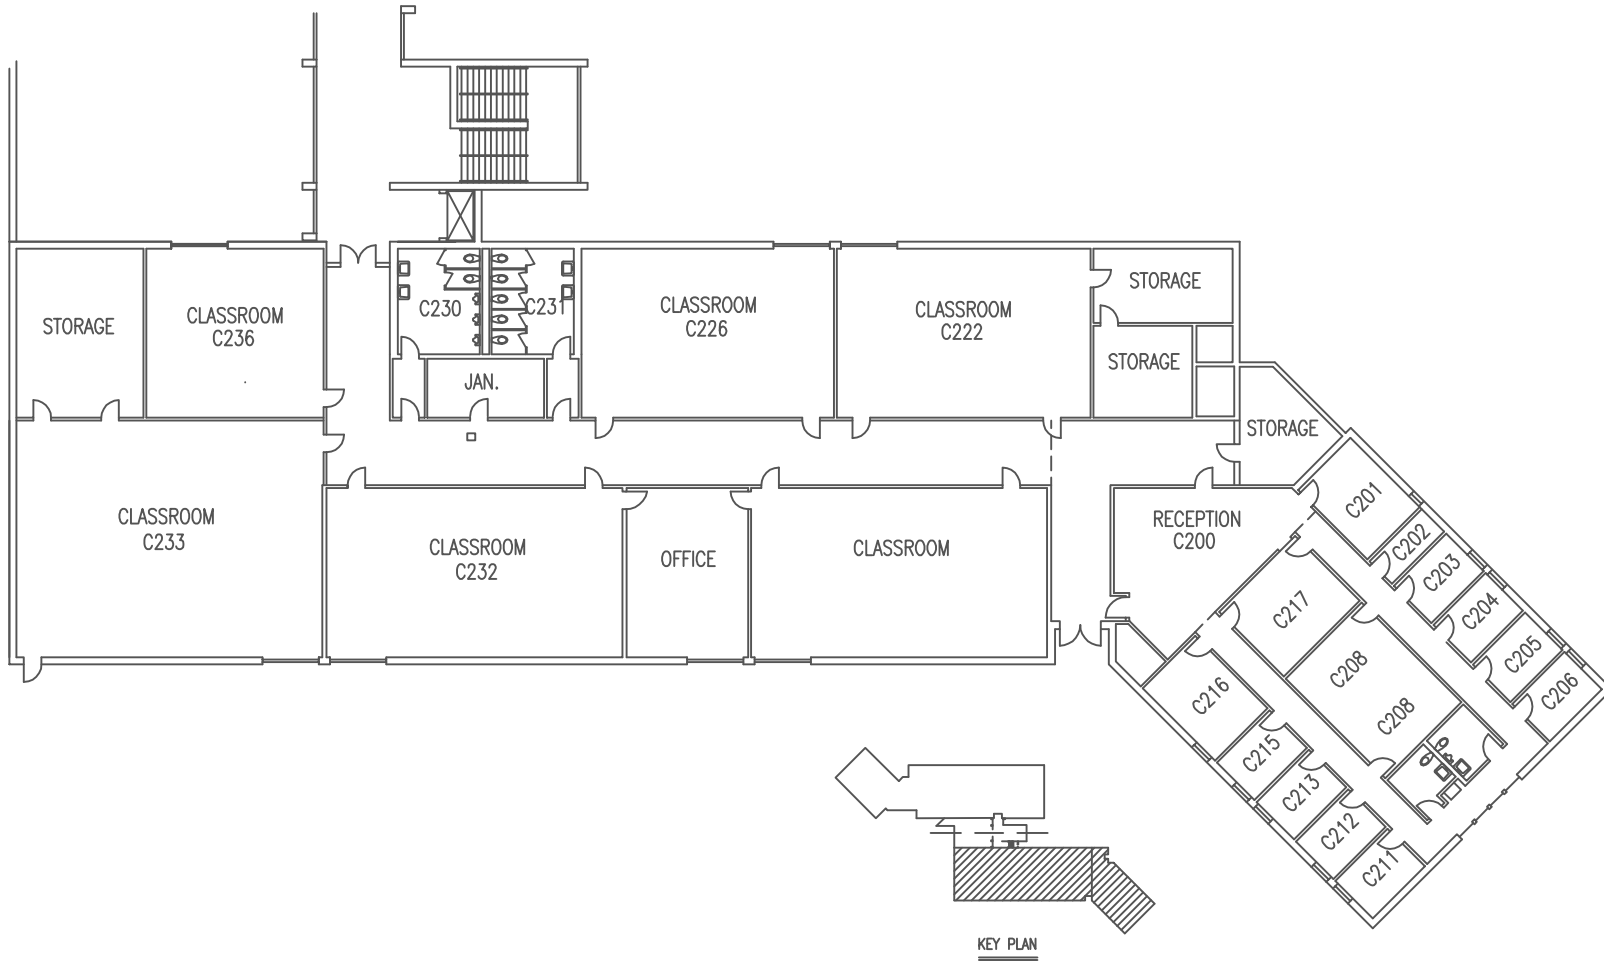 STORAGE
CLASSROOM
C236
C230
C231
JAN.
CLASSROOM
C226
CLASSROOM
C222
STORAGE
STORAGE
STORAGE
CLASSROOM
C233
CLASSROOM
C232
OFFICE
CLASSROOM
RECEPTION
C200
C201
C202
C203
C204
C205
C206
C217
C208
C208
C216
C215
C213
C212
C211
KEY PLAN